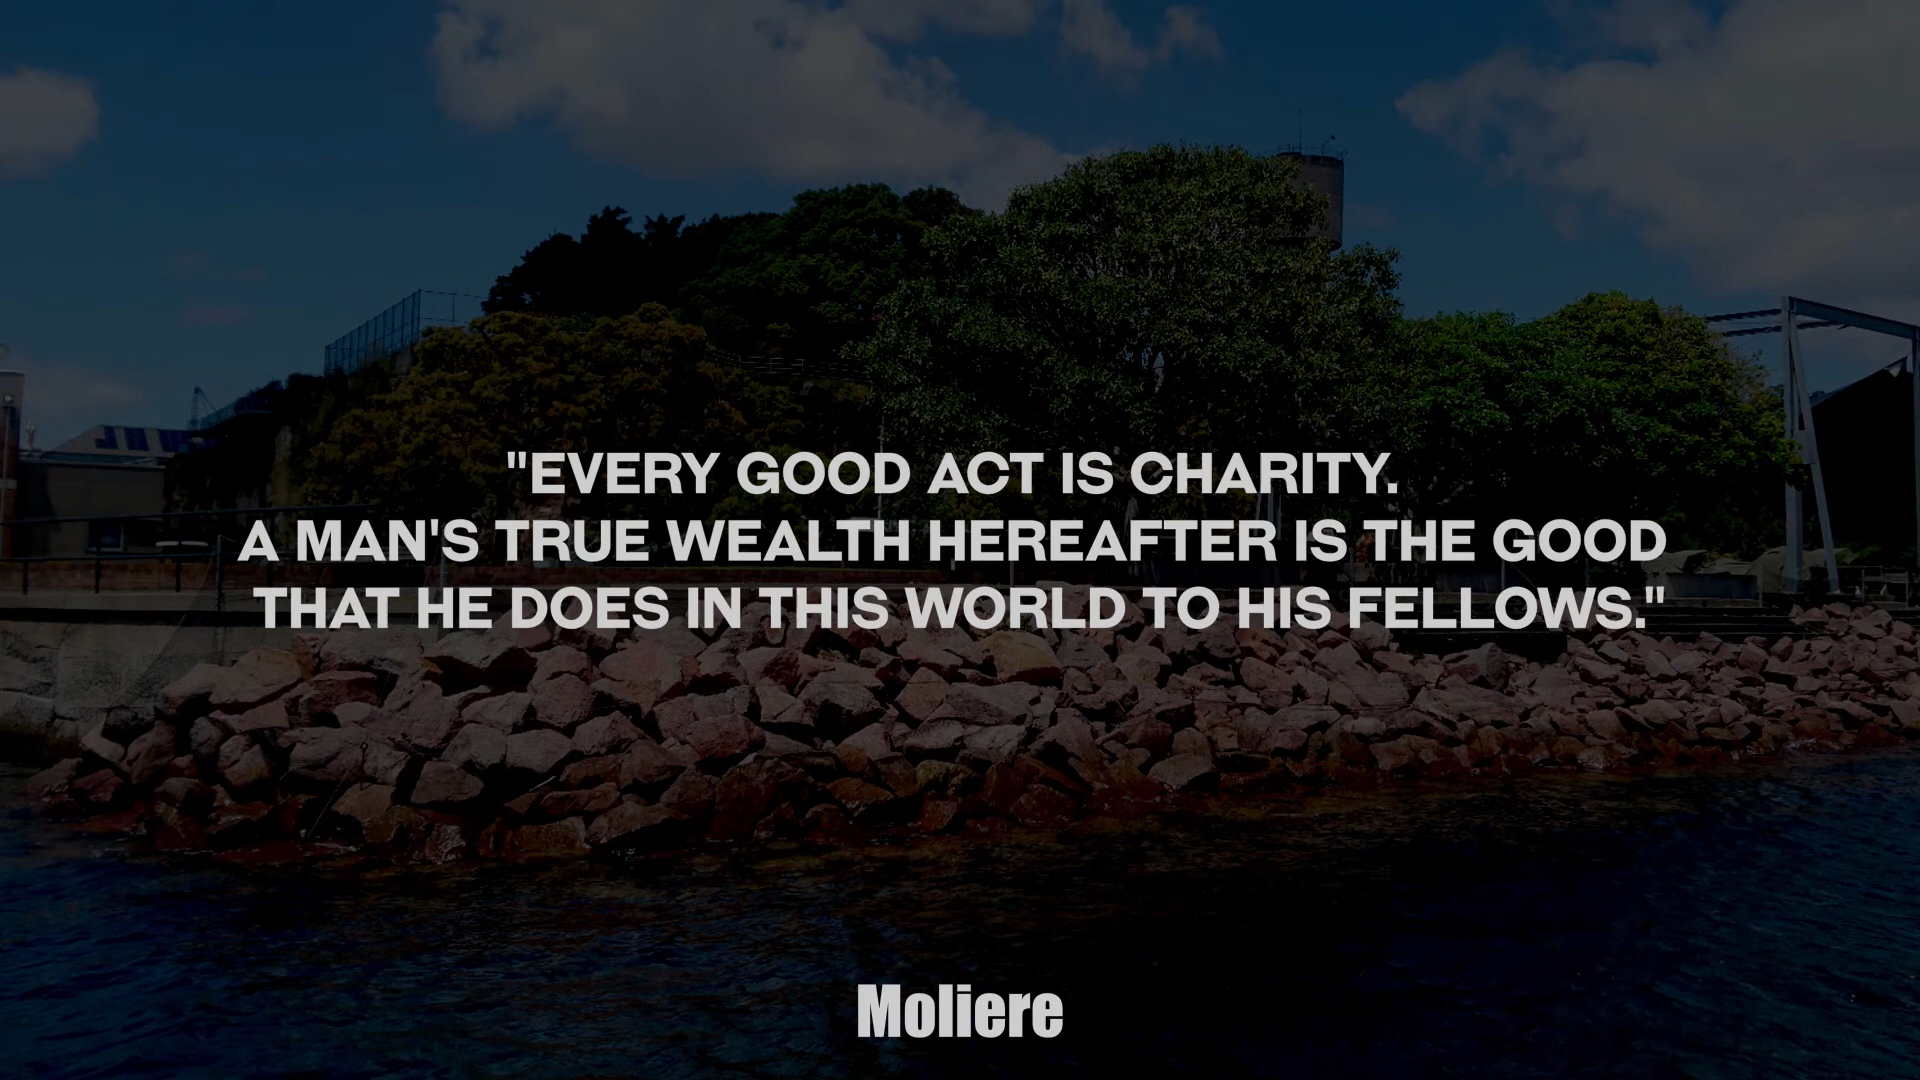 "EVERY GOOD ACT IS CHARITY.
A MAN'S TRUE WEALTH HEREAFTER IS THE GOOD
THAT HE DOES IN THIS WORLD TO HIS FELLOWS."
Moliere